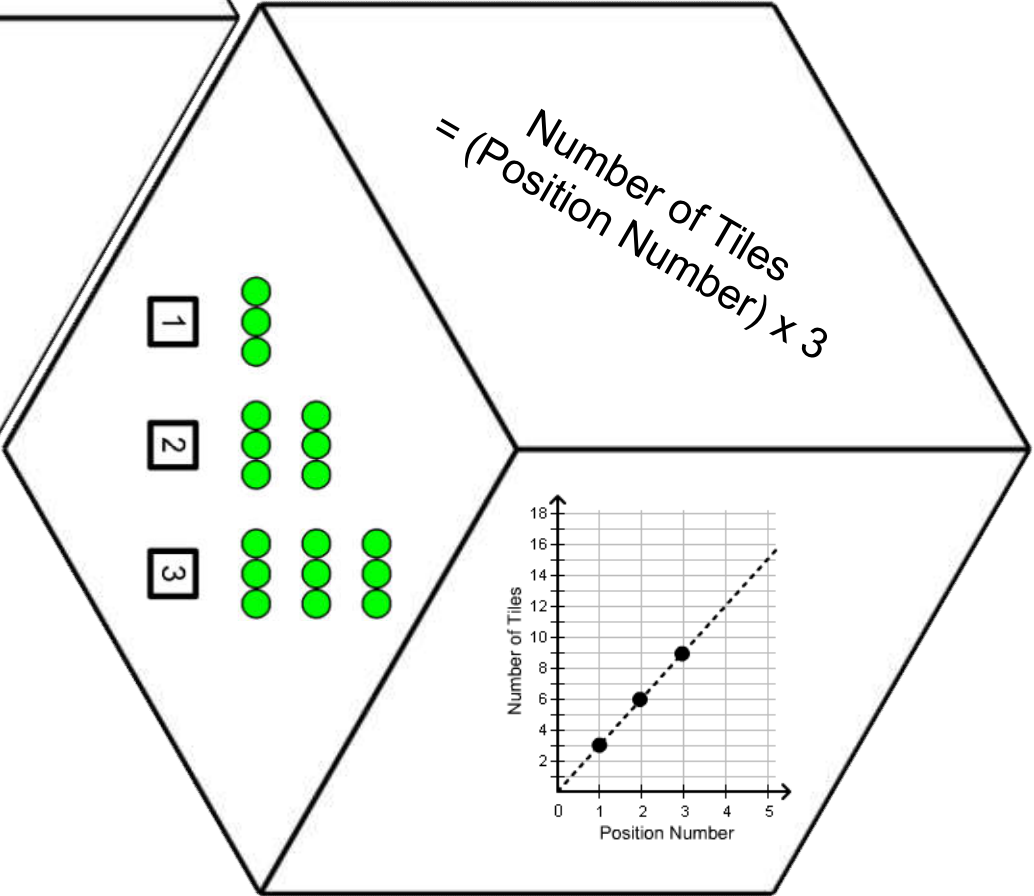 Number of Tiles
= (Position Number) x 3
1
2
3
18
16
14
12
10
8
6
4
2
Number of Tiles
0 1 2 3 4 5
Position Number